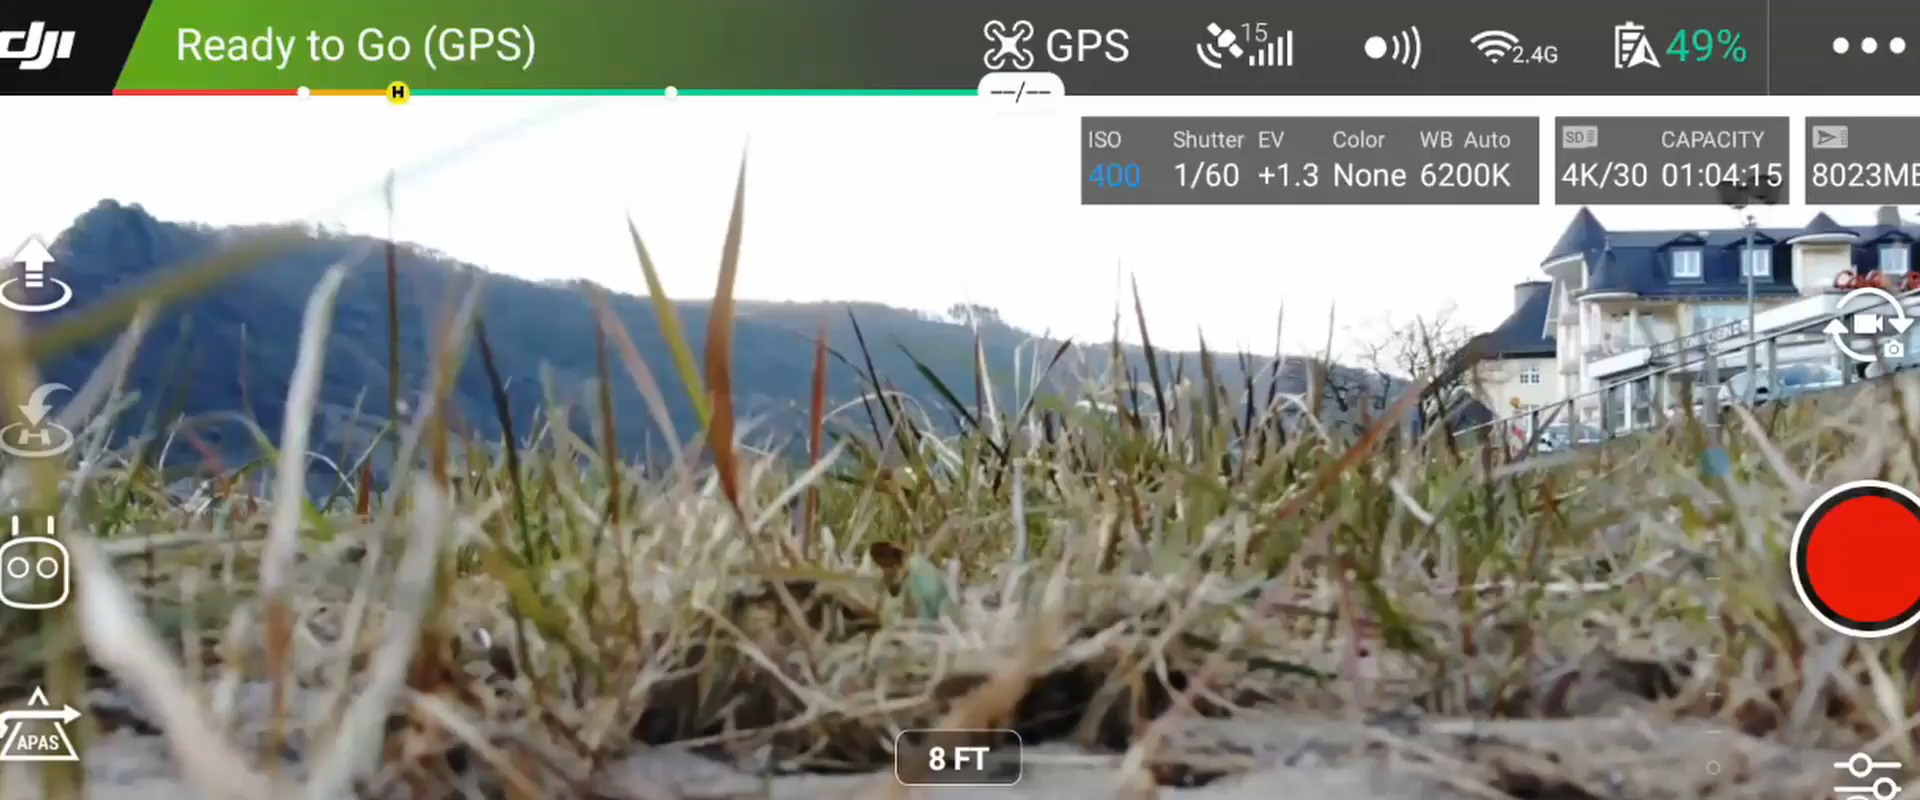 dji Ready to Go (GPS) GPS 15 2.4G 49%
H --/--
ISO Shutter EV Color WB Auto SD CAPACITY
400 1/60 +1.3 None 6200K 4K/30 01:04:15 8023MB
H
APAS
8 FT